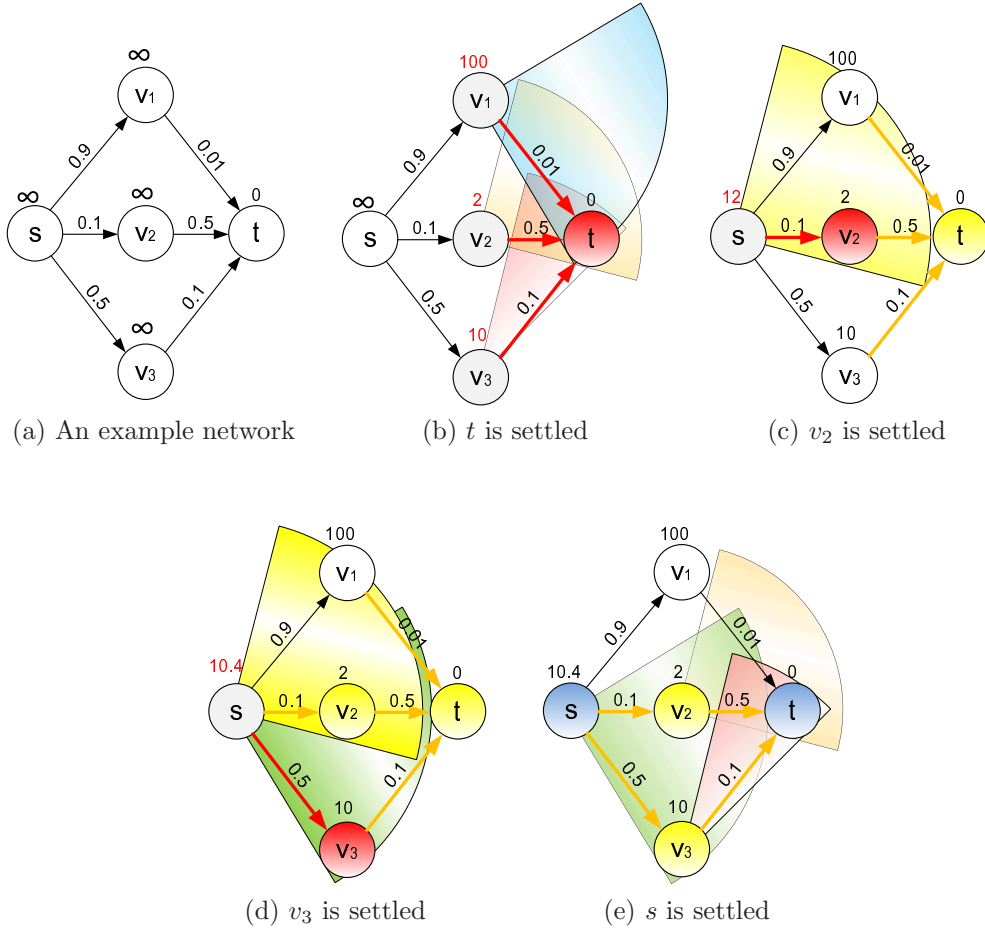 ∞
v1
0.9
0.01
∞
∞
0
s
0.1
v2
0.5
t
0.5
∞
0.1
v3
(a) An example network
100
v1
0.9
0.01
∞
2
0
s
0.1
v2
0.5
t
0.5
10
0.1
v3
(b) t is settled
100
v1
0.9
0.01
12
2
0
s
0.1
v2
0.5
t
0.5
10
0.1
v3
(c) v2 is settled
100
v1
0.9
0.01
10.4
2
0
s
0.1
v2
0.5
t
0.5
10
0.1
v3
(d) v3 is settled
100
v1
0.9
0.01
10.4
2
0
s
0.1
v2
0.5
t
0.5
10
0.1
v3
(e) s is settled